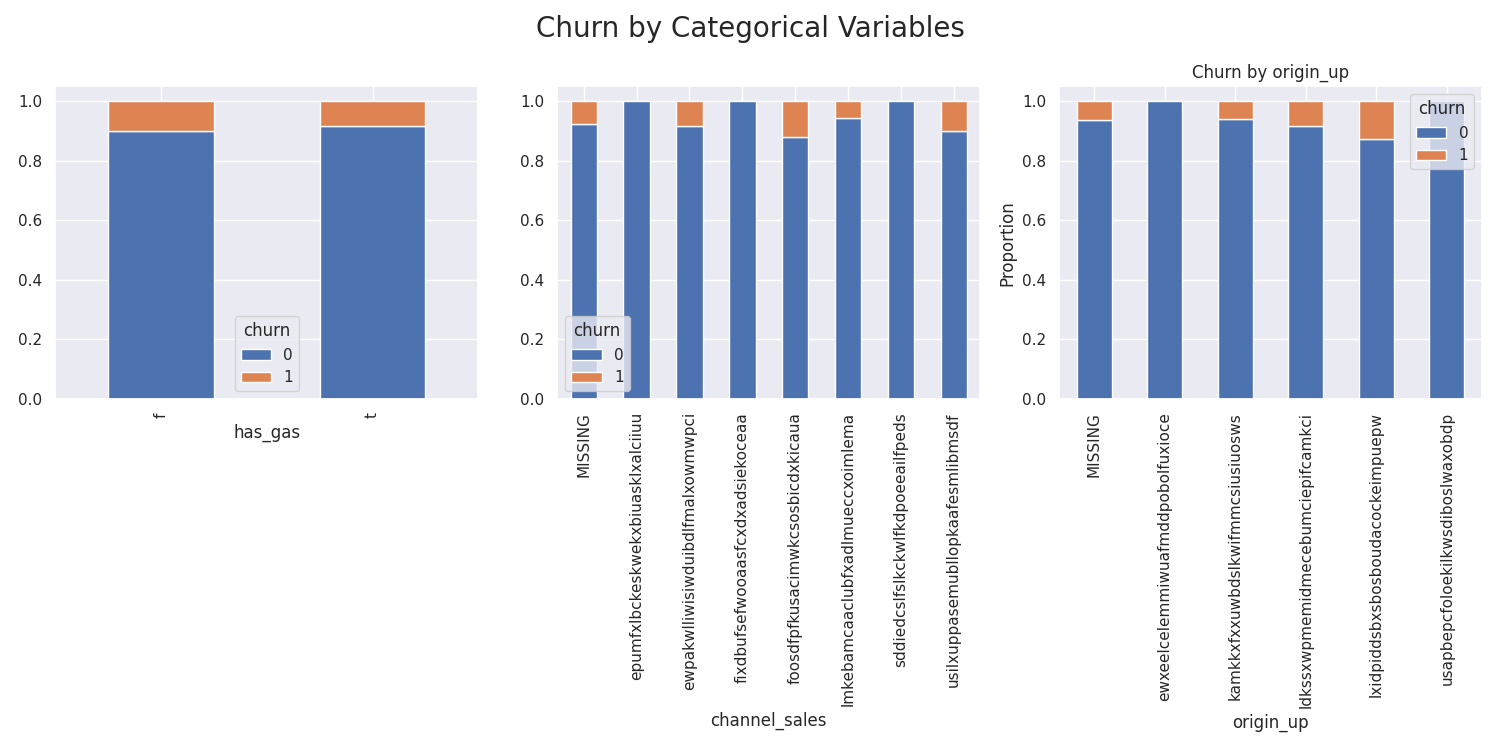 Churn by Categorical Variables
1.0
0.8
0.6
0.4
0.2
0.0
churn
0
1
f
t
has_gas
1.0
0.8
0.6
0.4
0.2
0.0
churn
0
1
MISSING
epumfxlbckeskwekxbiuasklxalciiuu
ewpakwlliwisiwduibdlfmalxowmwpci
fixdbufsefwooaasfcxdxadsiekoceaa
foosdfpfkusacimwkcsosbicdxkicaua
lmkebamcaaclubfxadlmueccxoimlema
sddiedcslfslkckwlfkdpoeeailfpeds
usilxuppasemubllopkaafesmlibmsdf
channel_sales
Churn by origin_up
Proportion
1.0
0.8
0.6
0.4
0.2
0.0
churn
0
1
MISSING
ewxeelcelemmiwuafmddpobolfuxioce
kamkkxfxxuwbdslkwifmmcsiusiuosws
ldkssxwpmemidmecebumciepifcamkci
lxidpiddsbxsbosboudacockeimpuepw
usapbepcfoloekilkwsdiboslwaxobdp
origin_up